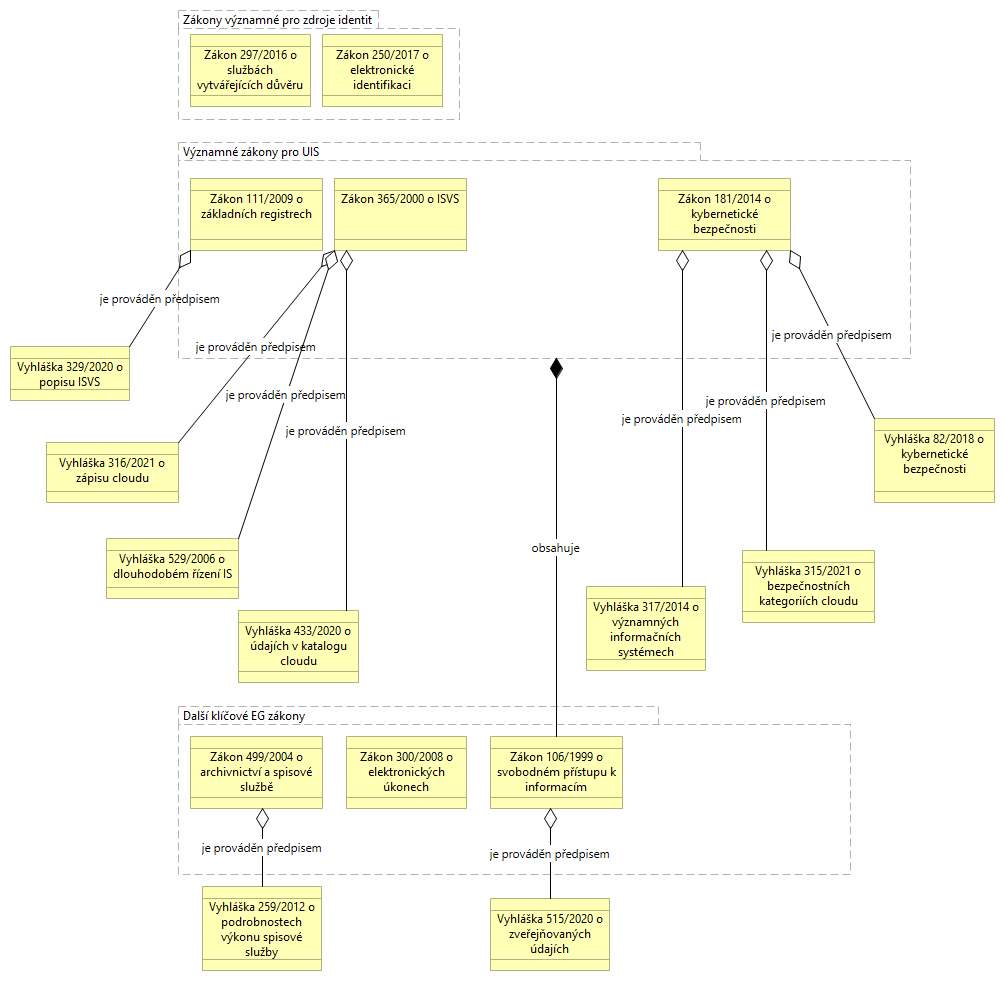 Zákony významné pro zdroje identit
Zákon 297/2016 o
službách
vytvářejících důvěru
Zákon 250/2017 o
elektronické
identifikaci
Významné zákony pro UIS
Zákon 111/2009 o
základních registrech
Zákon 365/2000 o ISVS
Zákon 181/2014 o
kybernetické
bezpečnosti
je prováděn předpisem
je prováděn předpisem
je prováděn předpisem
Vyhláška 329/2020 o
popisu ISVS
je prováděn předpisem
je prováděn předpisem
je prováděn předpisem
je prováděn předpisem
Vyhláška 82/2018 o
kybernetické
bezpečnosti
Vyhláška 316/2021 o
zápisu cloudu
obsahuje
Vyhláška 529/2006 o
dlouhodobém řízení IS
Vyhláška 315/2021 o
bezpečnostních
kategoriích cloudu
Vyhláška 317/2014 o
významných
informačních
systémech
Vyhláška 433/2020 o
údajích v katalogu
cloudu
Další klíčové EG zákony
Zákon 499/2004 o
archivnictví a spisové
službě
Zákon 300/2008 o
elektronických
úkonech
Zákon 106/1999 o
svobodném přístupu k
informacím
je prováděn předpisem
je prováděn předpisem
Vyhláška 259/2012 o
podrobnostech
výkonu spisové
služby
Vyhláška 515/2020 o
zveřejňovaných
údajích